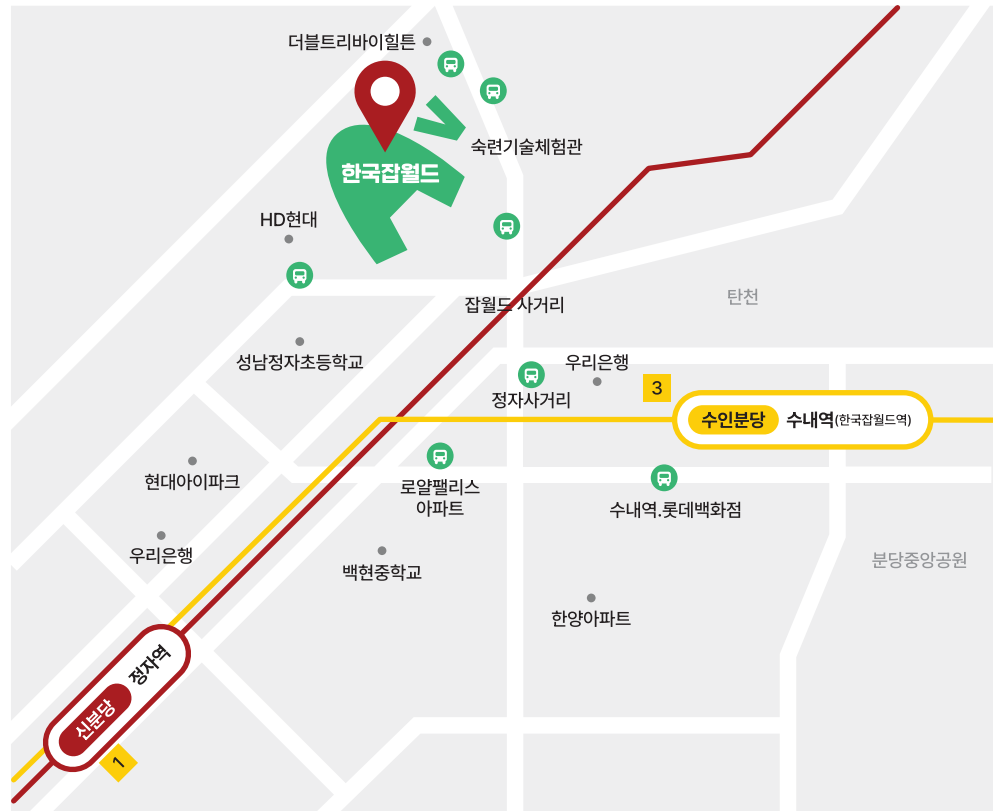 더블트리바이힐튼
숙련기술체험관
한국잡월드
HD현대
탄천
잡월드 사거리
성남정자초등학교
우리은행
3
정자사거리
수인분당 수내역(한국잡월드역)
현대아이파크
로얄팰리스
아파트
수내역.롯데백화점
우리은행
분당중앙공원
백현중학교
한양아파트
정자역
신분당
1